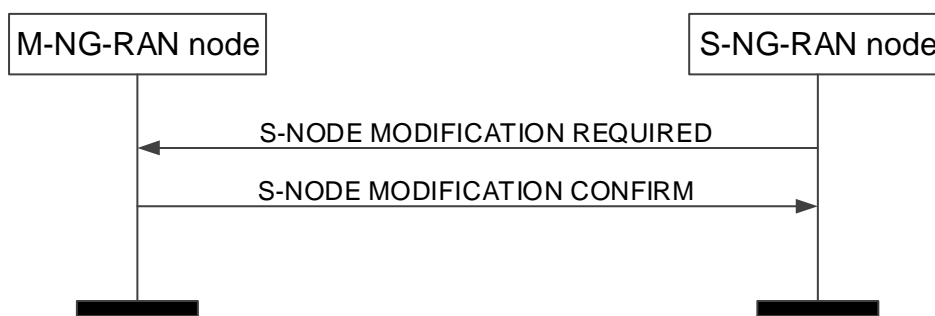 M-NG-RAN node
S-NG-RAN node
S-NODE MODIFICATION REQUIRED
S-NODE MODIFICATION CONFIRM